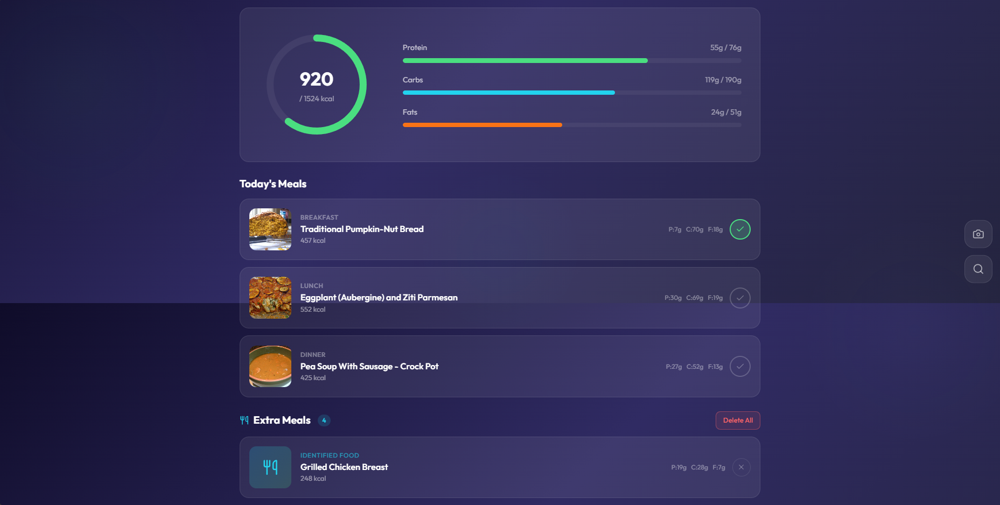 920
/ 1524 kcal
Protein
55g / 76g
Carbs
119g / 190g
Fats
24g / 51g
Today's Meals
BREAKFAST
Traditional Pumpkin-Nut Bread
457 kcal
P:7g C:70g F:18g
LUNCH
Eggplant (Aubergine) and Ziti Parmesan
552 kcal
P:30g C:69g F:19g
DINNER
Pea Soup With Sausage - Crock Pot
425 kcal
P:27g C:52g F:13g
Extra Meals 4
Delete All
IDENTIFIED FOOD
Grilled Chicken Breast
248 kcal
P:19g C:28g F:7g